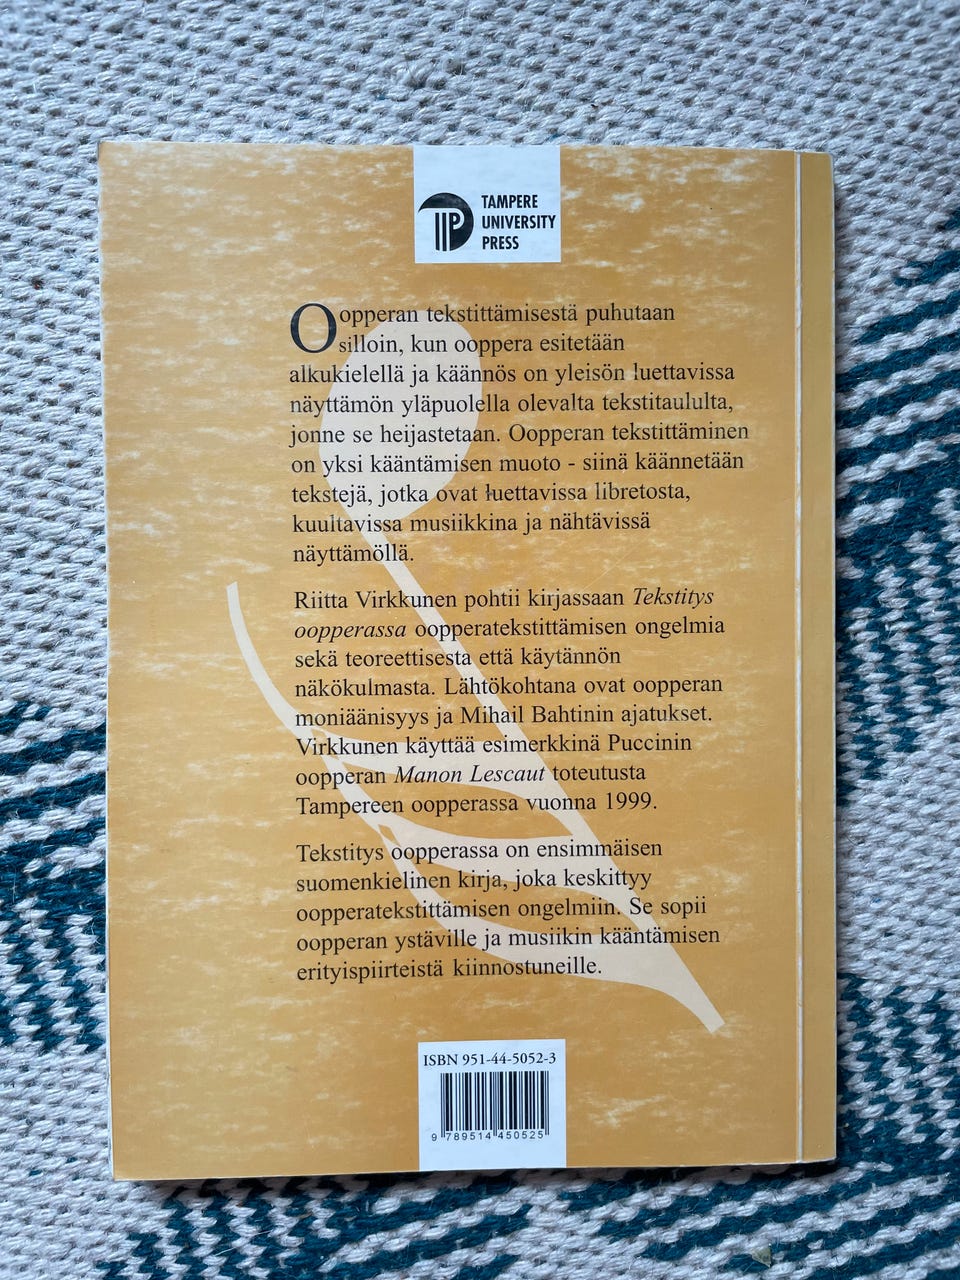 TAMPERE
UNIVERSITY
PRESS
Oopperan tekstittämisestä puhutaan
silloin, kun ooppera esitetään
alkukielellä ja käännös on yleisön luettavissa
näyttämön yläpuolella olevalta tekstitaululta,
jonne se heijastetaan. Oopperan tekstittäminen
on yksi kääntämisen muoto - siinä käännetään
tekstejä, jotka ovat luettavissa libretosta,
kuultavissa musiikkina ja nähtävissä
näyttämöllä.
Riitta Virkkunen pohtii kirjassaan Tekstitys
oopperassa oopperatekstittämisen ongelmia
sekä teoreettisesta että käytännön
näkökulmasta. Lähtökohtana ovat oopperan
moniäänisyys ja Mihail Bahtinin ajatukset.
Virkkunen käyttää esimerkkinä Puccinin
oopperan Manon Lescaut toteutusta
Tampereen oopperassa vuonna 1999.
Tekstitys oopperassa on ensimmäisen
suomenkielinen kirja, joka keskittyy
oopperatekstittämisen ongelmiin. Se sopii
oopperan ystäville ja musiikin kääntämisen
erityispiirteistä kiinnostuneille.
ISBN 951-44-5052-3
9 789514 450525